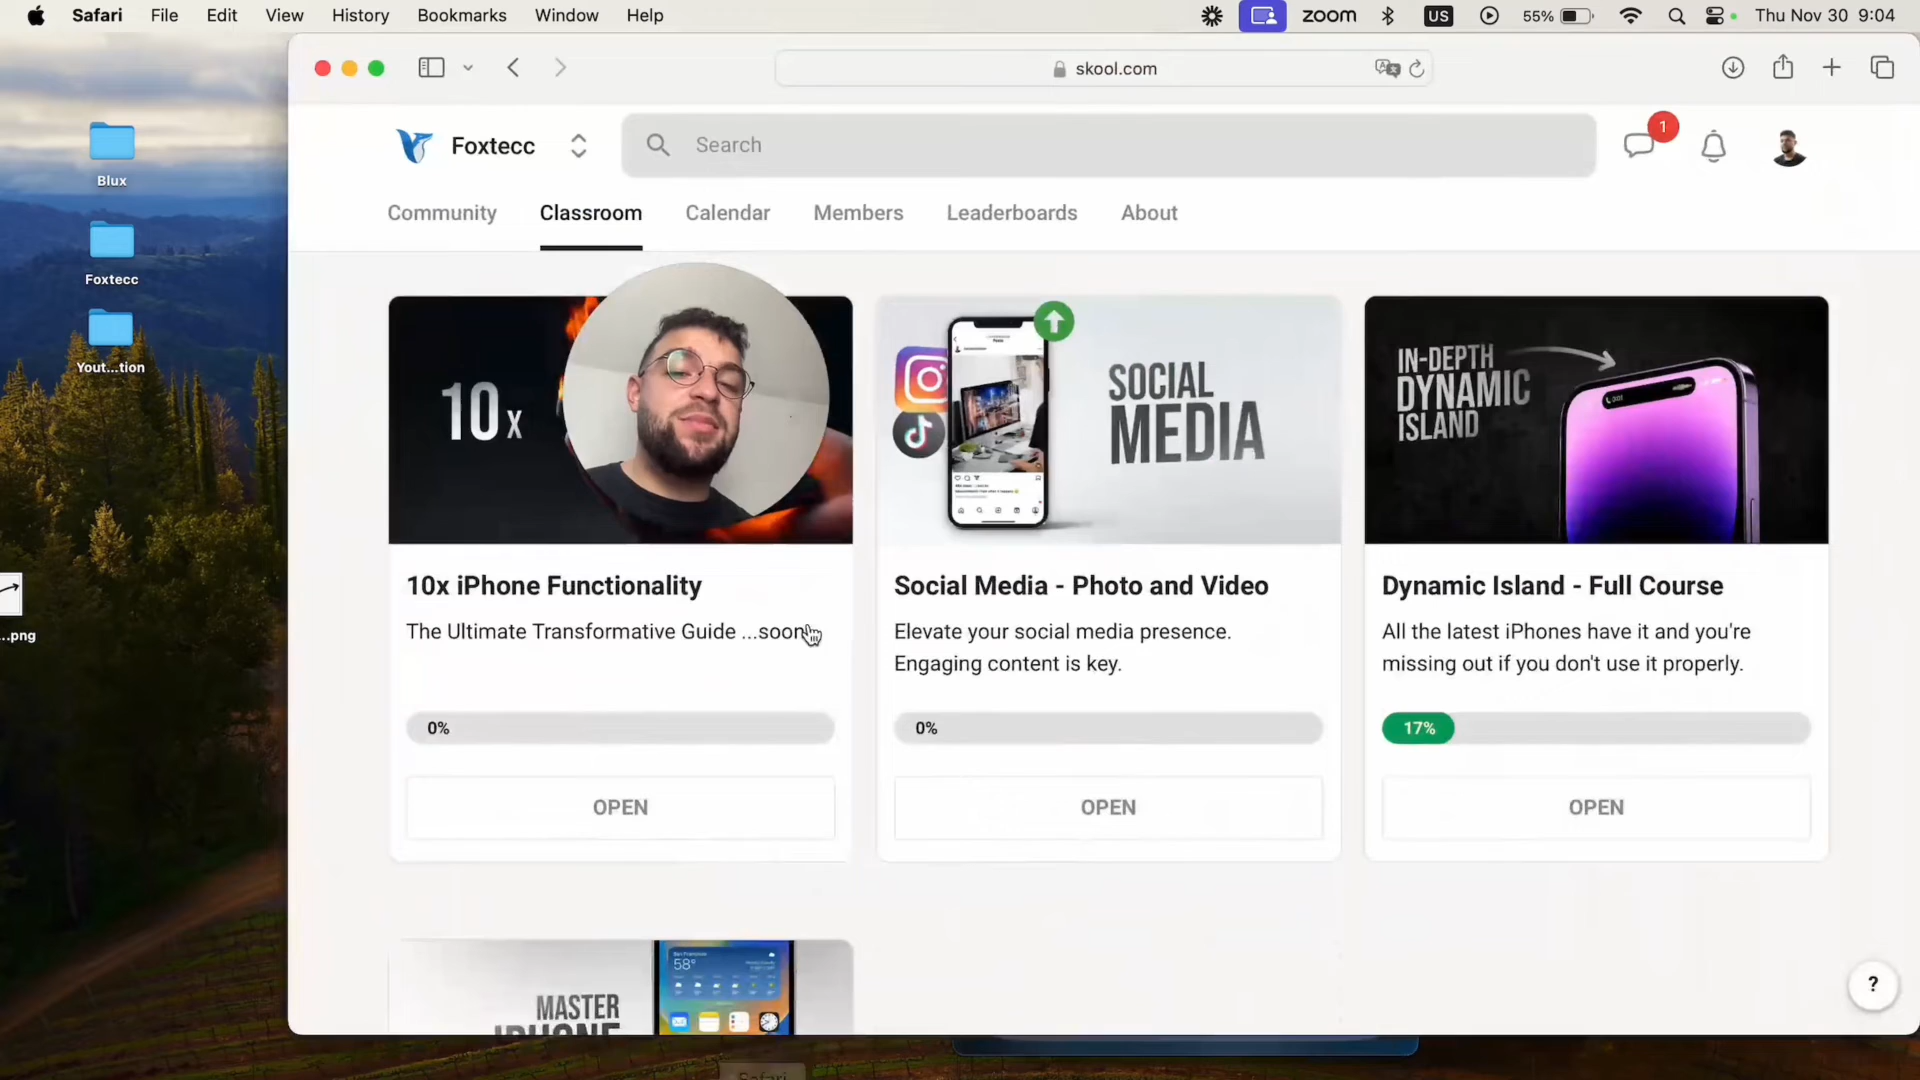 Safari File Edit View History Bookmarks Window Help
zoom US 55% Thu Nov 30 9:04
skool.com
Blux
Foxtecc
Yout...tion
...png
Foxtecc
Search
1
Community Classroom Calendar Members Leaderboards About
10x
SOCIAL
MEDIA
IN-DEPTH
DYNAMIC
ISLAND
10x iPhone Functionality
The Ultimate Transformative Guide ...soon
0%
OPEN
Social Media - Photo and Video
Elevate your social media presence.
Engaging content is key.
0%
OPEN
Dynamic Island - Full Course
All the latest iPhones have it and you're
missing out if you don't use it properly.
17%
OPEN
MASTER
IPHONE
58°
?
Safari